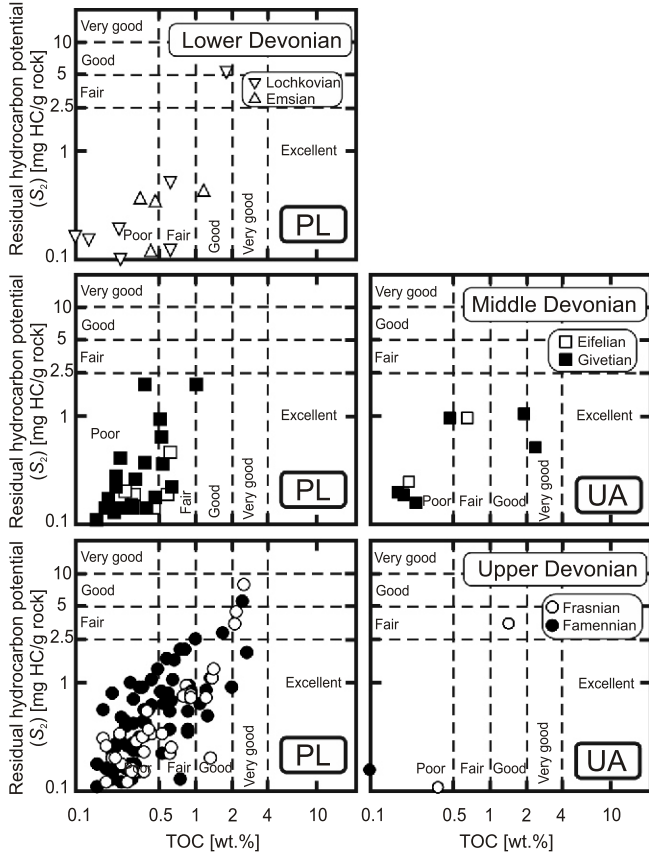 Residual hydrocarbon potential
(S₂) [mg HC/g rock]
Very good
10
Good
5
Fair
2.5
1
0.1
Lower Devonian
Lochkovian
Emsian
Excellent
Poor
Fair
Good
Very good
PL
Residual hydrocarbon potential
(S₂) [mg HC/g rock]
Very good
10
Good
5
Fair
2.5
1
0.1
Poor
Excellent
Fair
Good
Very good
PL
Very good
10
Good
5
Fair
2.5
1
0.1
Middle Devonian
Eifelian
Givetian
Excellent
Poor
Fair
Good
Very good
UA
Residual hydrocarbon potential
(S₂) [mg HC/g rock]
Very good
10
Good
5
Fair
2.5
1
0.1
Excellent
Poor
Fair
Good
Very good
PL
0.1
0.5
1
2
4
10
TOC [wt.%]
Very good
10
Good
5
Fair
2.5
1
0.1
Upper Devonian
Frasnian
Famennian
Excellent
Poor
Fair
Good
Very good
UA
0.1
0.5
1
2
4
10
TOC [wt.%]